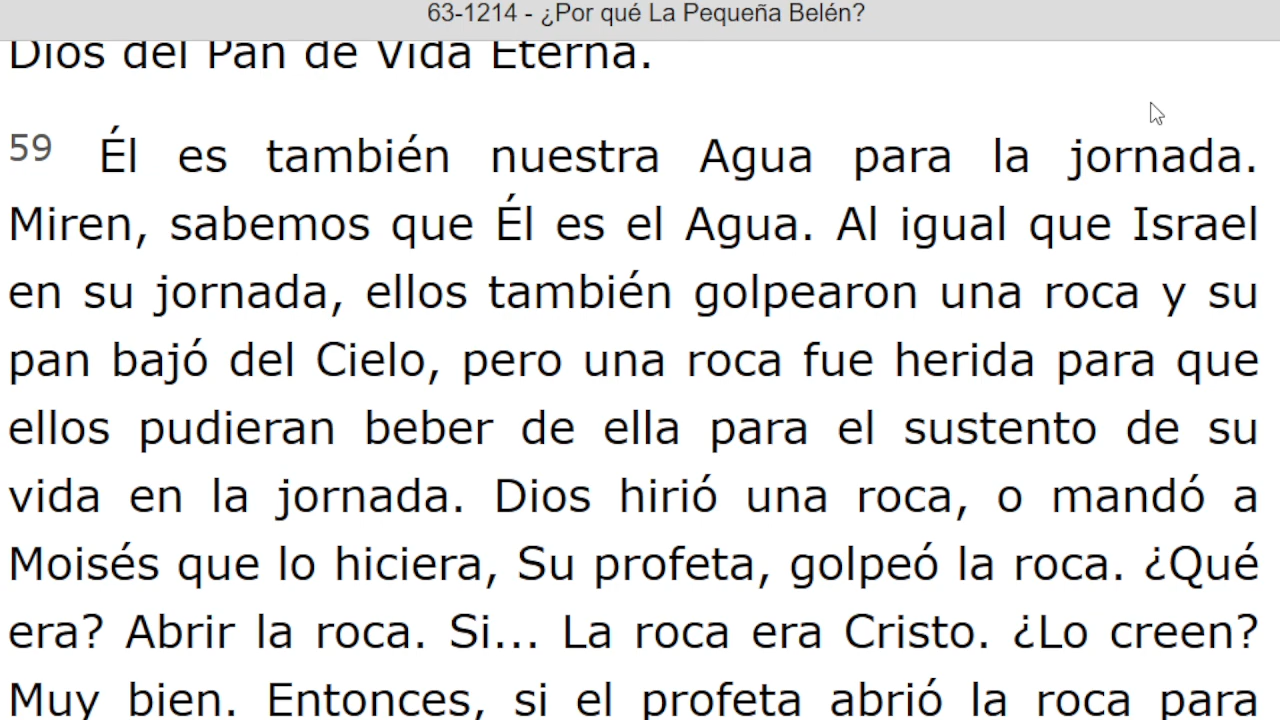 63-1214 - ¿Por qué La Pequeña Belén?
Dios del Pan de Vida Eterna.
59 Él es también nuestra Agua para la jornada.
Miren, sabemos que Él es el Agua. Al igual que Israel
en su jornada, ellos también golpearon una roca y su
pan bajó del Cielo, pero una roca fue herida para que
ellos pudieran beber de ella para el sustento de su
vida en la jornada. Dios hirió una roca, o mandó a
Moisés que lo hiciera, Su profeta, golpeó la roca. ¿Qué
era? Abrir la roca. Si... La roca era Cristo. ¿Lo creen?
Muy bien. Entonces, si el profeta abrió la roca para